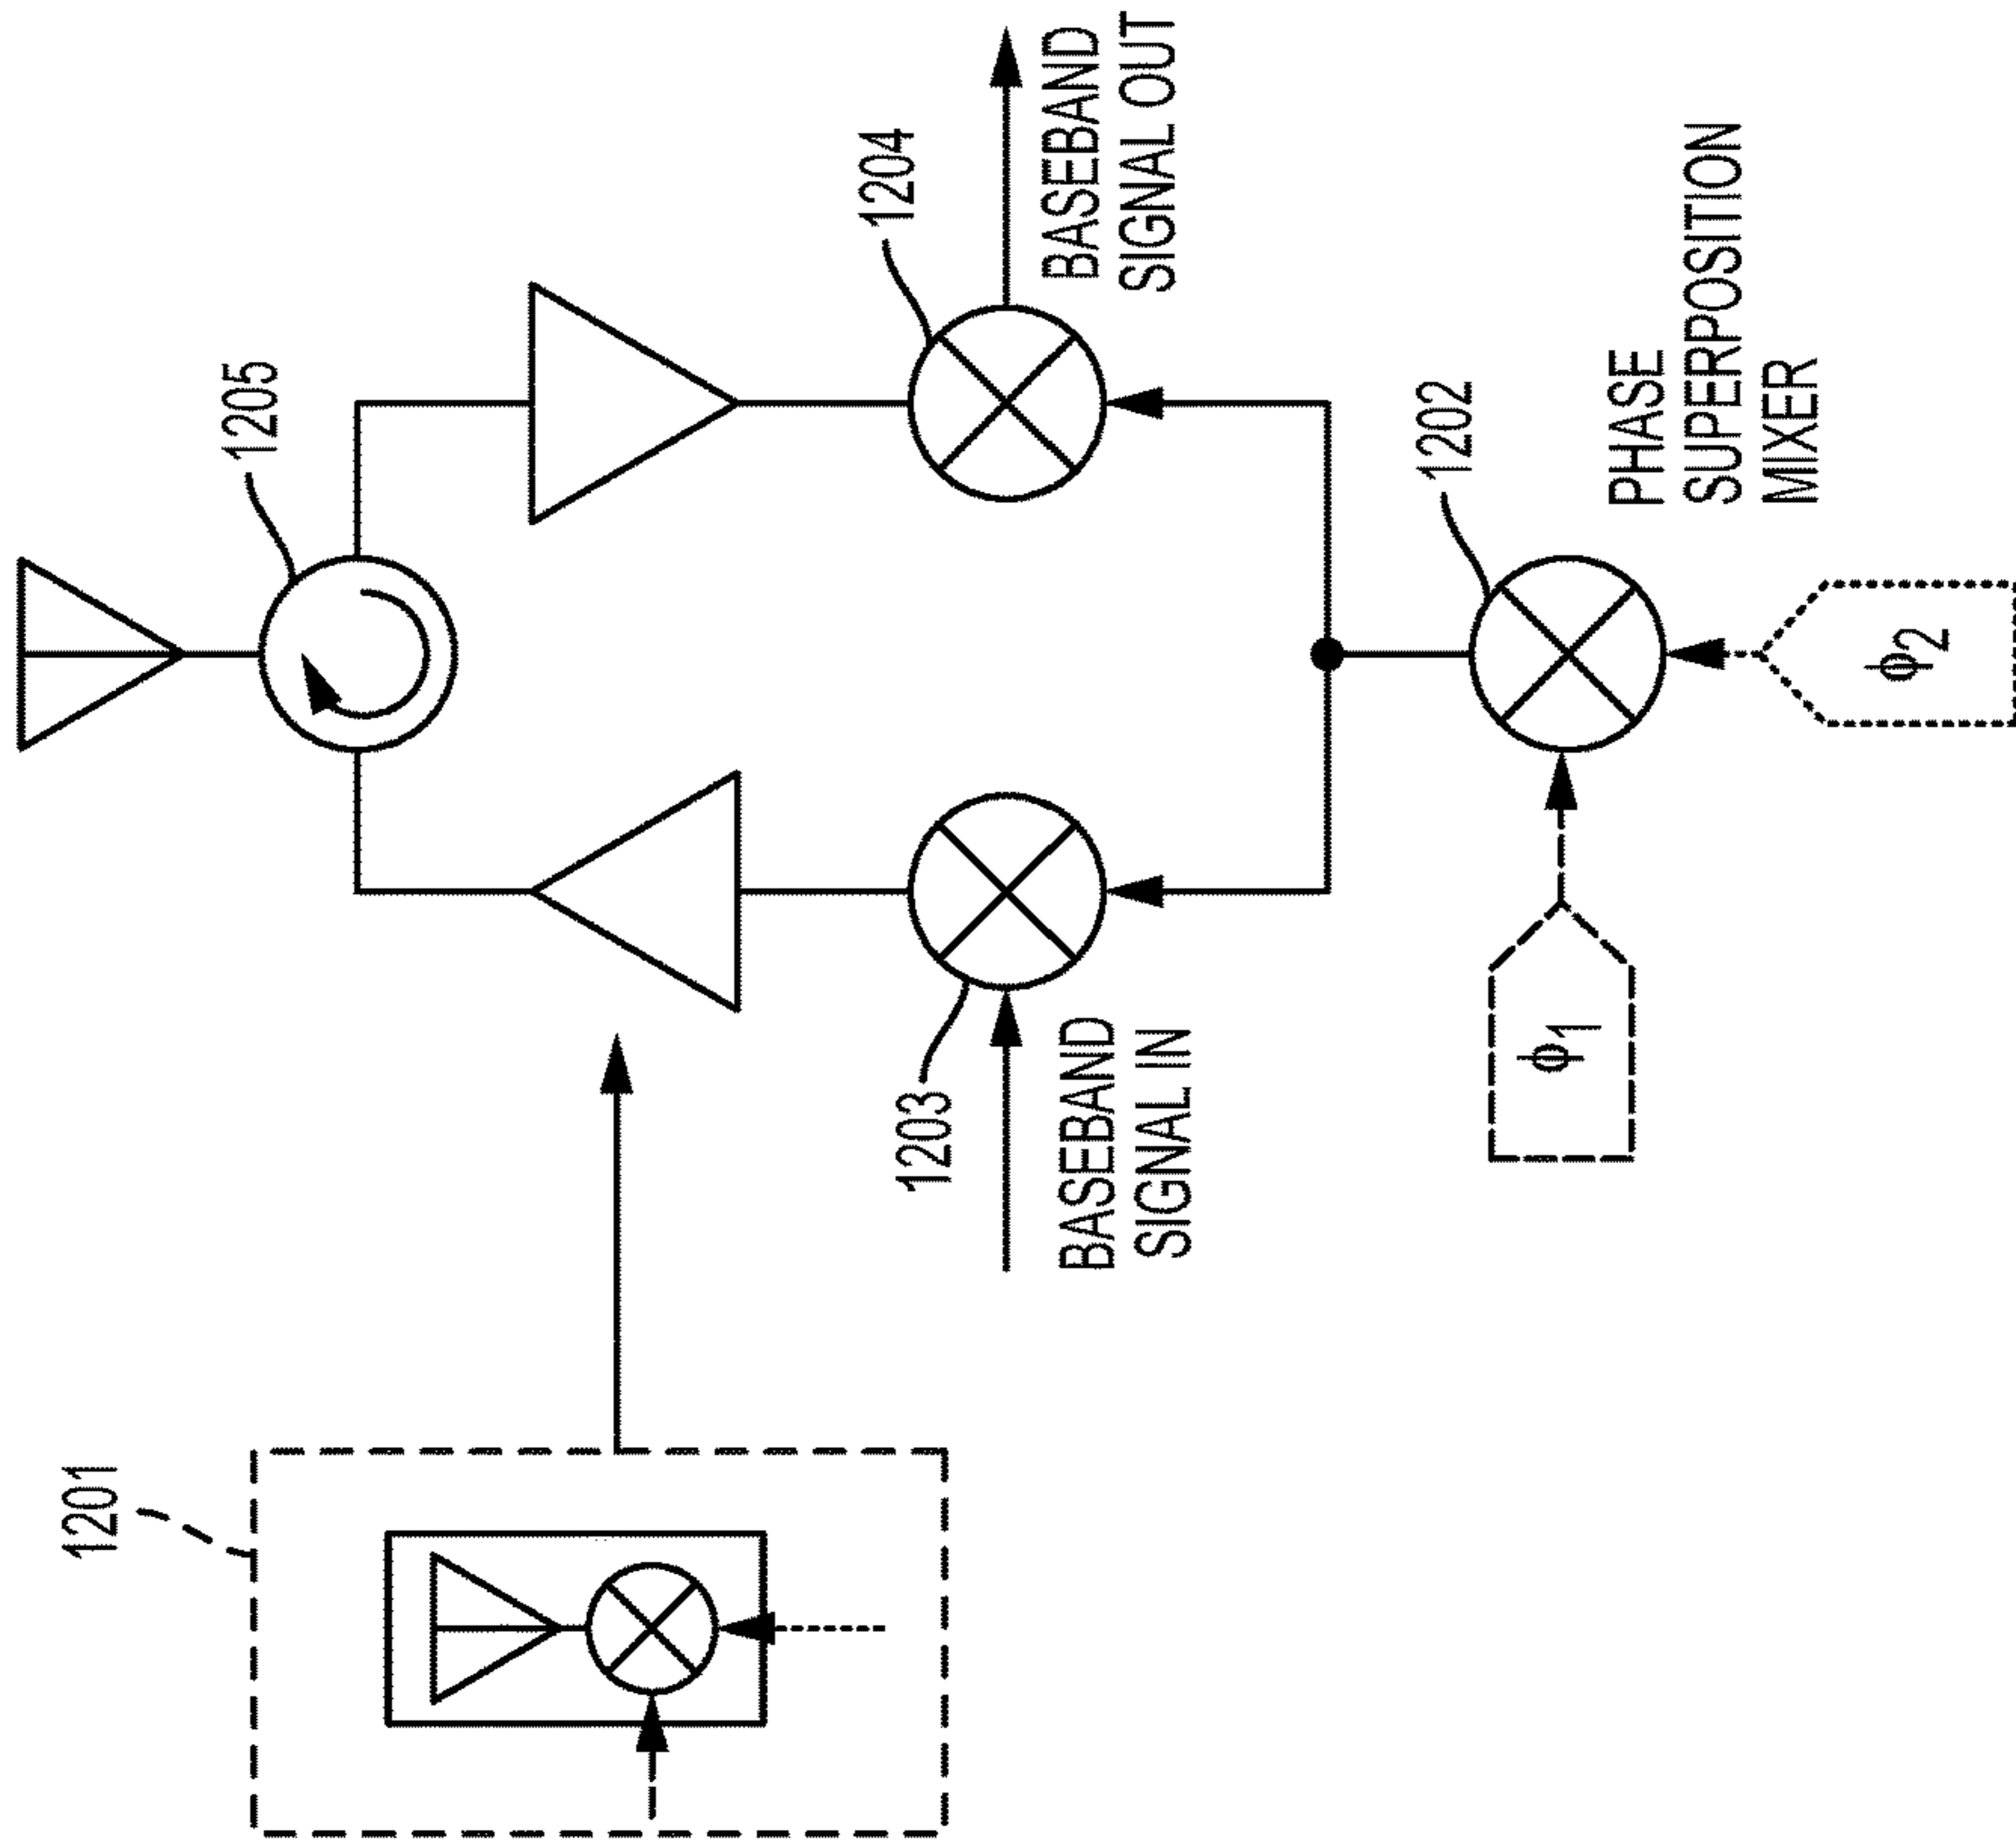 1201
1205
1204
BASEBAND
SIGNAL OUT
1203
BASEBAND
SIGNAL IN
1202
PHASE
SUPERPOSITION
MIXER
ϕ1
ϕ2